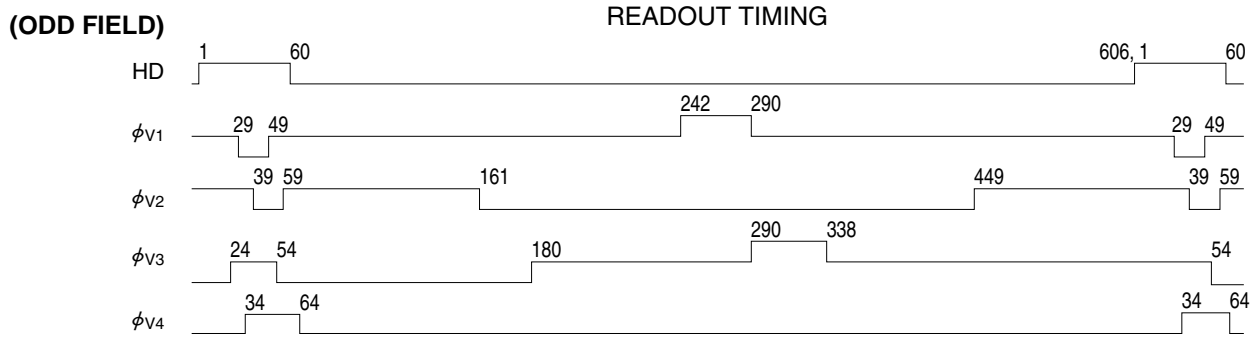 (ODD FIELD) READOUT TIMING
HD 1 60 606, 1 60
ϕV1 29 49 242 290 29 49
ϕV2 39 59 161 449 39 59
ϕV3 24 54 180 290 338 54
ϕV4 34 64 34 64